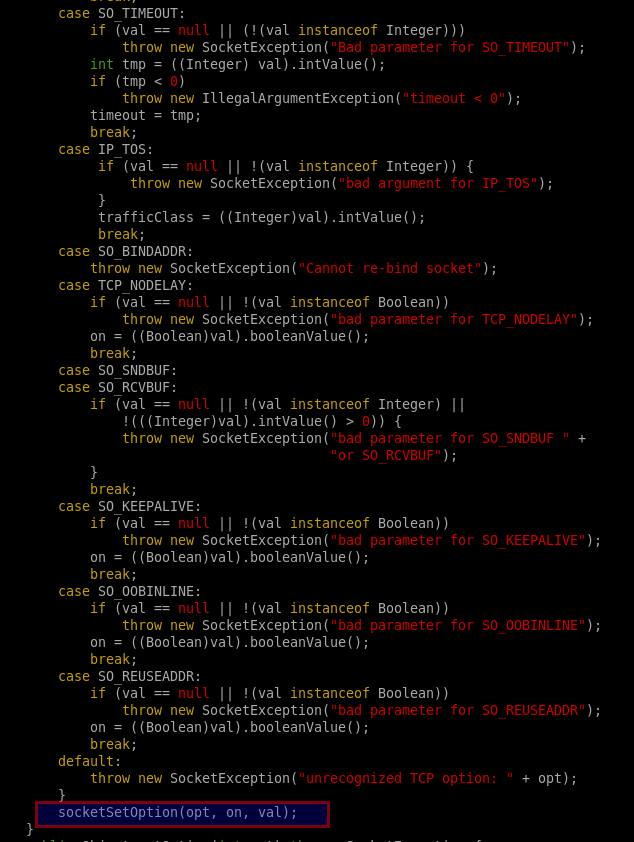 case SO_TIMEOUT:
if (val == null || (!(val instanceof Integer)))
throw new SocketException("Bad parameter for SO_TIMEOUT");
int tmp = ((Integer) val).intValue();
if (tmp < 0)
throw new IllegalArgumentException("timeout < 0");
timeout = tmp;
break;
case IP_TOS:
if (val == null || !(val instanceof Integer)) {
throw new SocketException("bad argument for IP_TOS");
}
trafficClass = ((Integer)val).intValue();
break;
case SO_BINDADDR:
throw new SocketException("Cannot re-bind socket");
case TCP_NODELAY:
if (val == null || !(val instanceof Boolean))
throw new SocketException("bad parameter for TCP_NODELAY");
on = ((Boolean)val).booleanValue();
break;
case SO_SNDBUF:
case SO_RCVBUF:
if (val == null || !(val instanceof Integer) ||
!(((Integer)val).intValue() > 0)) {
throw new SocketException("bad parameter for SO_SNDBUF " +
"or SO_RCVBUF");
}
break;
case SO_KEEPALIVE:
if (val == null || !(val instanceof Boolean))
throw new SocketException("bad parameter for SO_KEEPALIVE");
on = ((Boolean)val).booleanValue();
break;
case SO_OOBINLINE:
if (val == null || !(val instanceof Boolean))
throw new SocketException("bad parameter for SO_OOBINLINE");
on = ((Boolean)val).booleanValue();
break;
case SO_REUSEADDR:
if (val == null || !(val instanceof Boolean))
throw new SocketException("bad parameter for SO_REUSEADDR");
on = ((Boolean)val).booleanValue();
break;
default:
throw new SocketException("unrecognized TCP option: " + opt);
}
socketSetOption(opt, on, val);
}